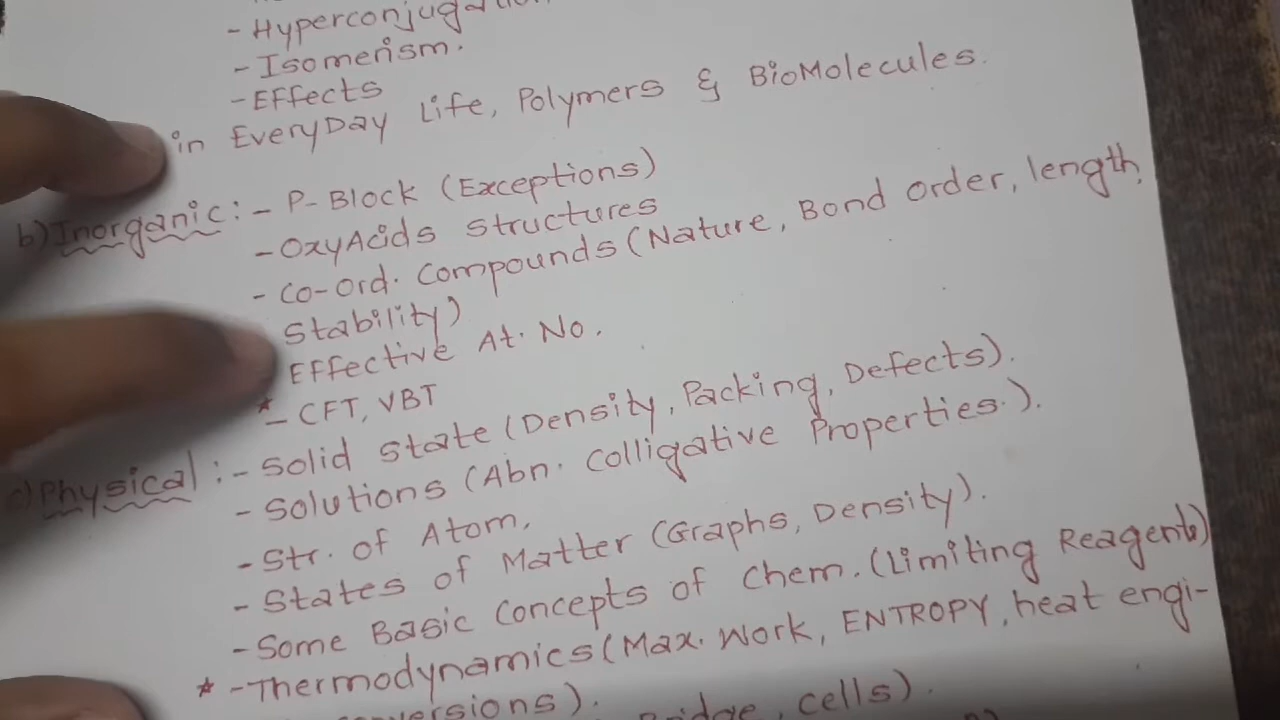 - Hyperconjugation
- Isomerism.
- EFFects
in EveryDay Life, Polymers & BioMolecules.
b) Inorganic : - P-Block (Exceptions)
- OxyAcids structures
- Co-ord. Compounds (Nature, Bond order, length,
Stability)
EFFective At. No.
* - CFT, VBT
c) Physical : - Solid State (Density, Packing, Defects).
- Solutions (Abn. Colligative Properties.).
- Str. of Atom.
- States of Matter (Graphs, Density).
- Some Basic Concepts of Chem. (Limiting Reagents)
* - Thermodynamics (Max. Work, ENTROPY, heat engi-
cells).